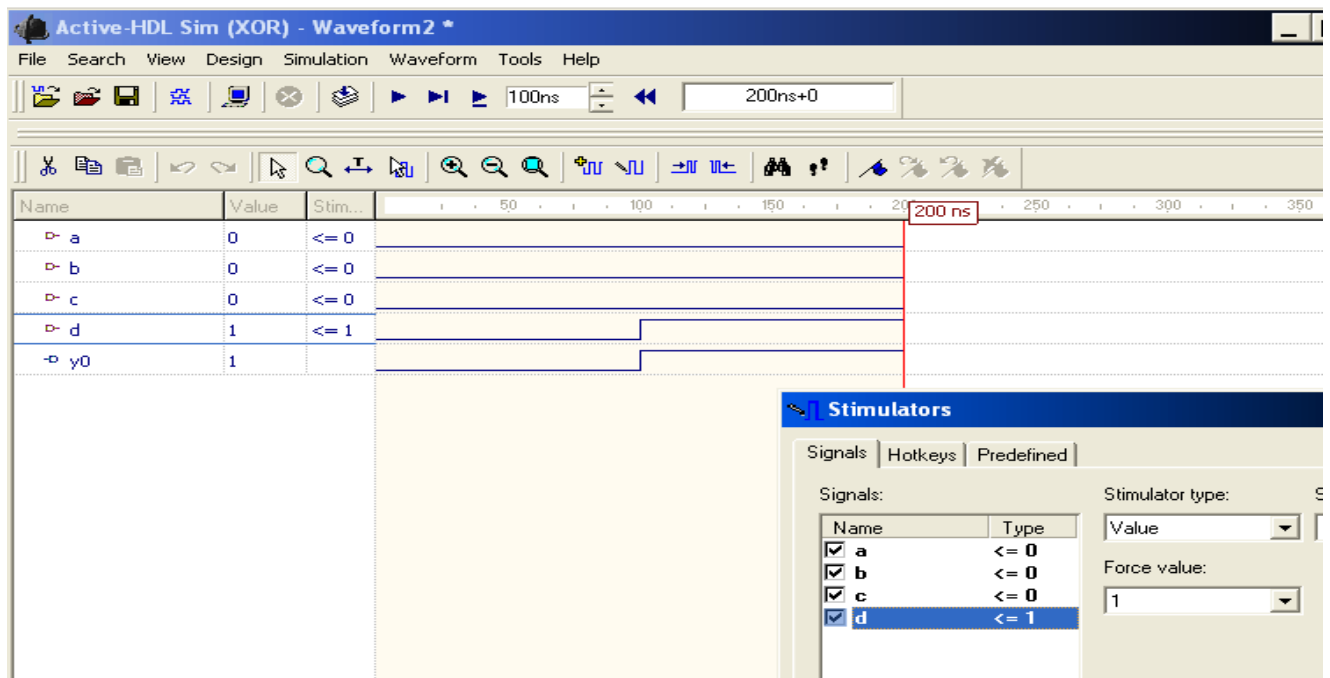 Active-HDL Sim (XOR) - Waveform2 *
File Search View Design Simulation Waveform Tools Help
100ns 200ns+0
Name Value Stim... 50 100 150 200 ns 250 300 350
a 0 <= 0
b 0 <= 0
c 0 <= 0
d 1 <= 1
y0 1
Stimulators
Signals Hotkeys Predefined
Signals: Stimulator type: S
Name Type Value
a <= 0
b <= 0 Force value:
c <= 0 1
d <= 1